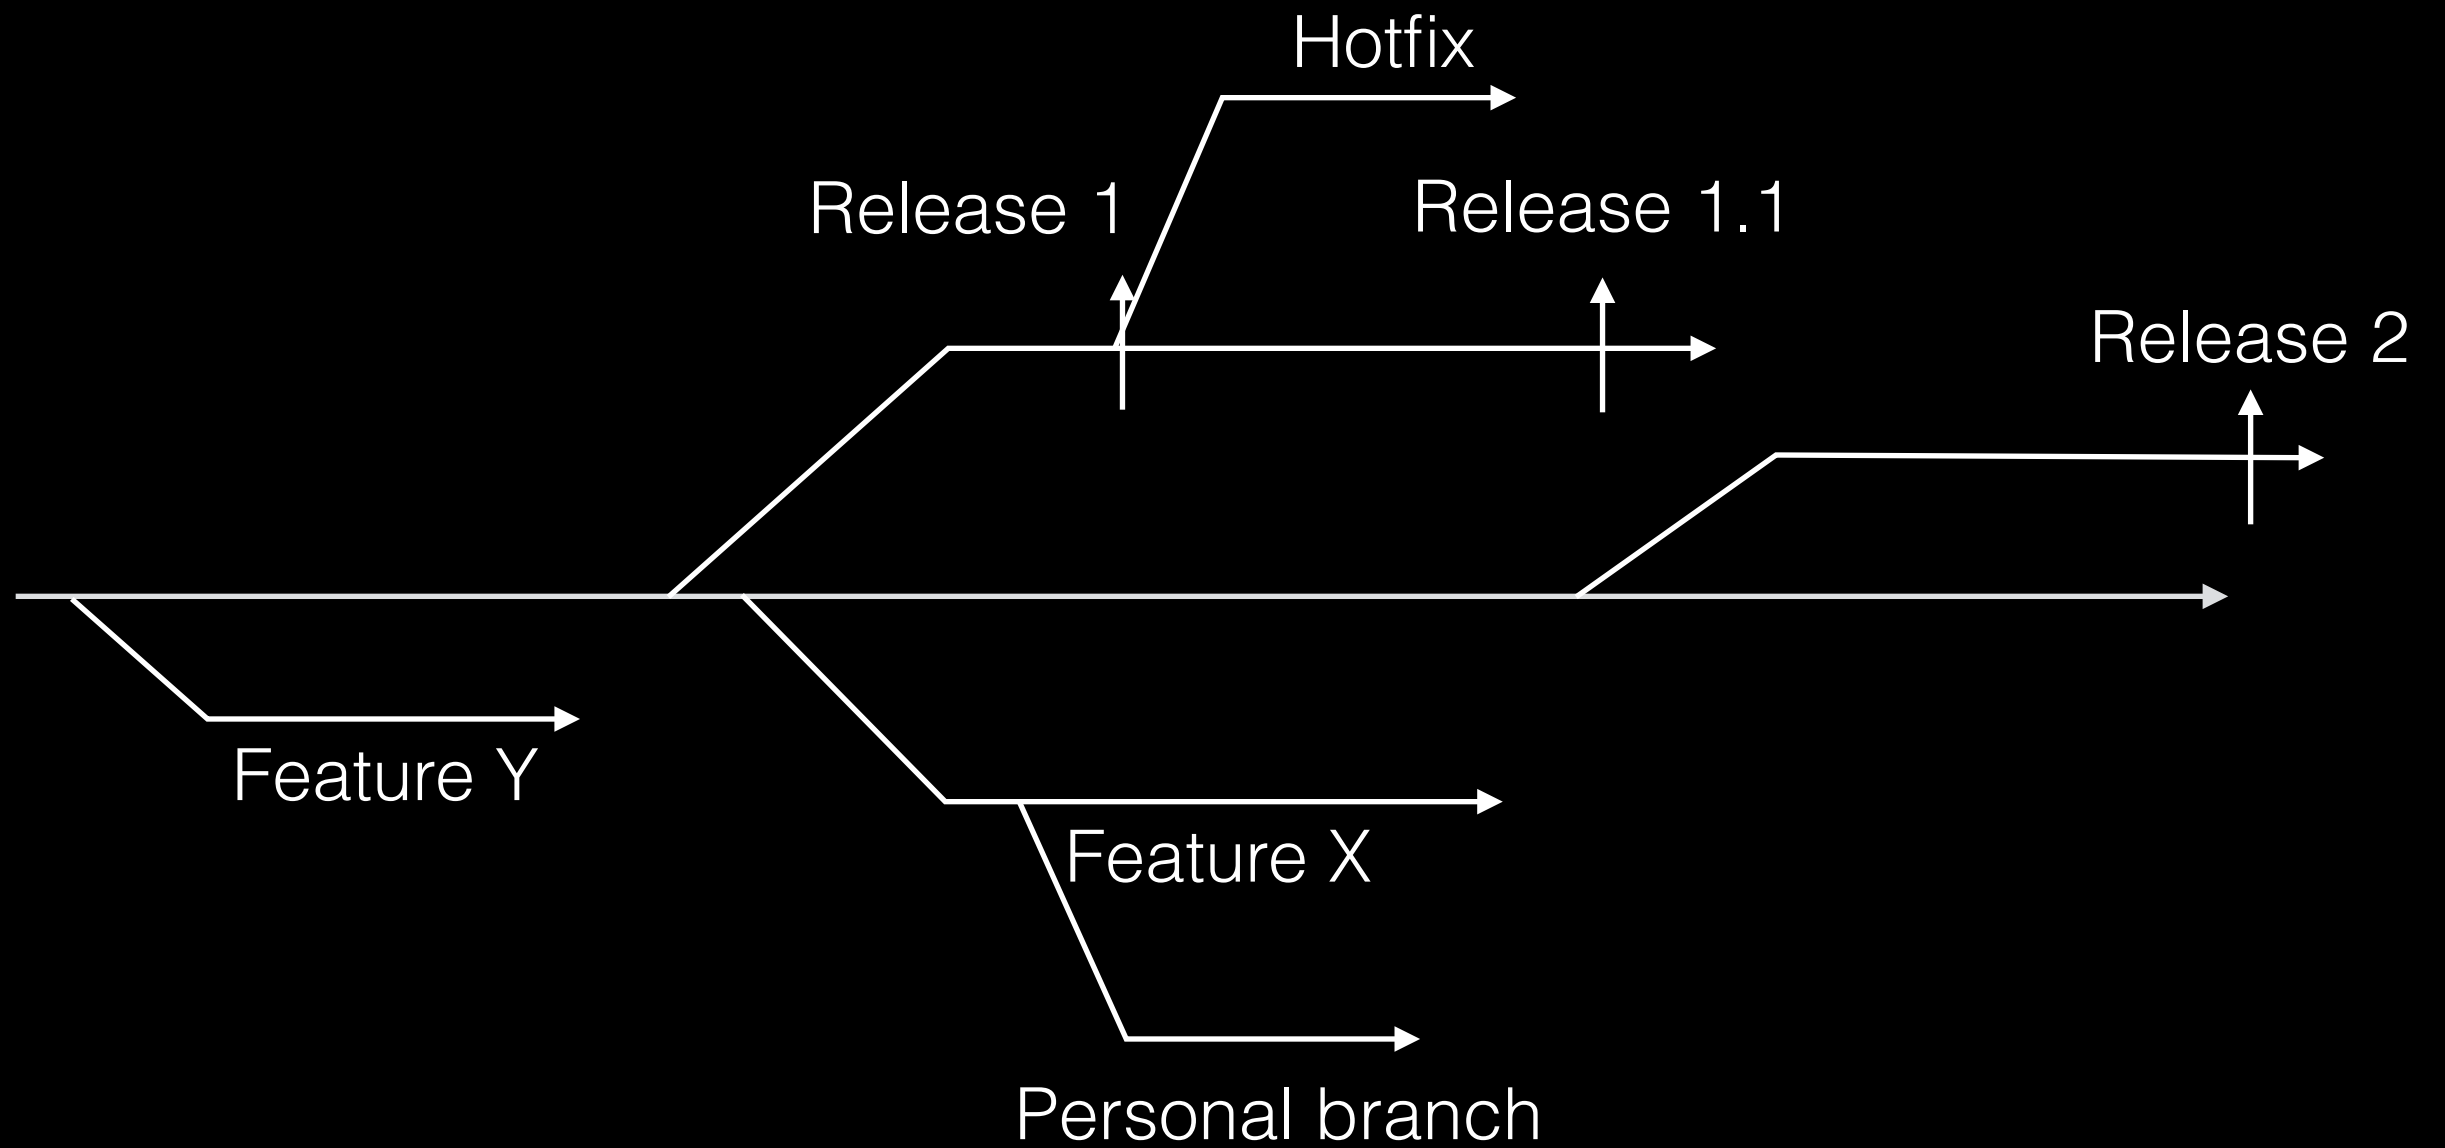 Hotfix
Release 1
Release 1.1
Release 2
Feature Y
Feature X
Personal branch